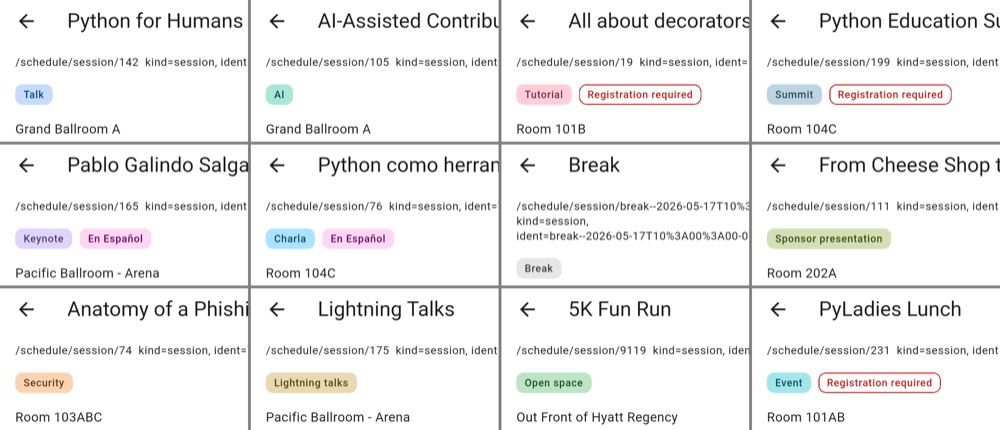 Python for Humans
/schedule/session/142 kind=session, ident
Talk
Grand Ballroom A
AI-Assisted Contribu
/schedule/session/105 kind=session, ident
AI
Grand Ballroom A
All about decorators
/schedule/session/19 kind=session, ident=
Tutorial Registration required
Room 101B
Python Education Su
/schedule/session/199 kind=session, ident
Summit Registration required
Room 104C
Pablo Galindo Salga
/schedule/session/165 kind=session, ident
Keynote En Español
Pacific Ballroom - Arena
Python como herran
/schedule/session/76 kind=session, ident=
Charla En Español
Room 104C
Break
/schedule/session/break--2026-05-17T10%3
kind=session,
ident=break--2026-05-17T10%3A00%3A00-0
Break
From Cheese Shop t
/schedule/session/111 kind=session, ident
Sponsor presentation
Room 202A
Anatomy of a Phishi
/schedule/session/74 kind=session, ident=
Security
Room 103ABC
Lightning Talks
/schedule/session/175 kind=session, ident
Lightning talks
Pacific Ballroom - Arena
5K Fun Run
/schedule/session/9119 kind=session, iden
Open space
Out Front of Hyatt Regency
PyLadies Lunch
/schedule/session/231 kind=session, ident
Event Registration required
Room 101AB